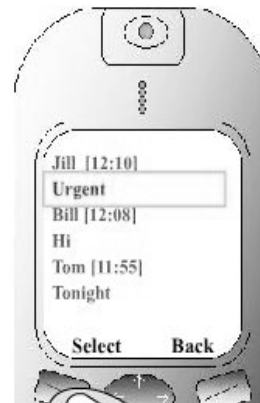 Jill [12:10]
Urgent
Bill [12:08]
Hi
Tom [11:55]
Tonight
Select Back